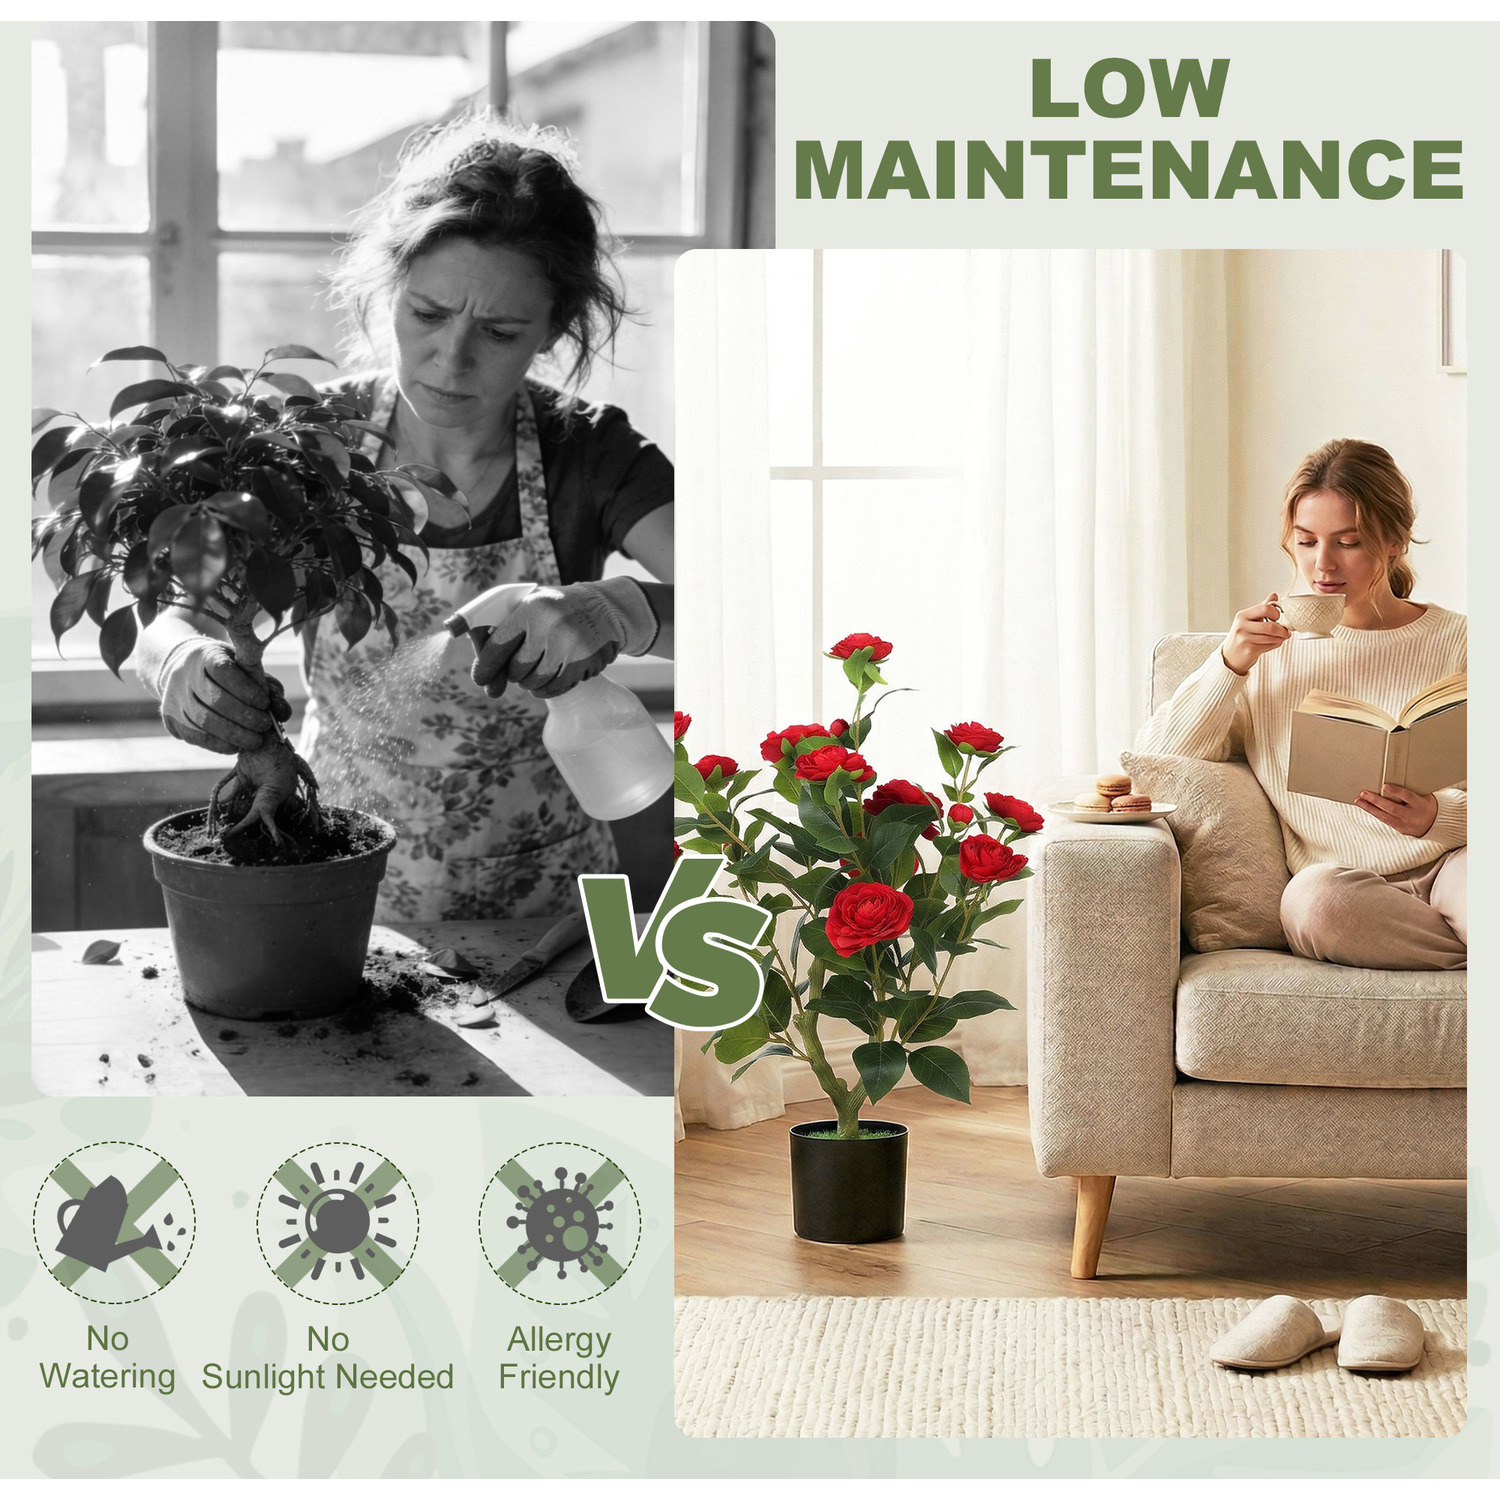 LOW
MAINTENANCE
VS
No
Watering
No
Sunlight Needed
Allergy
Friendly